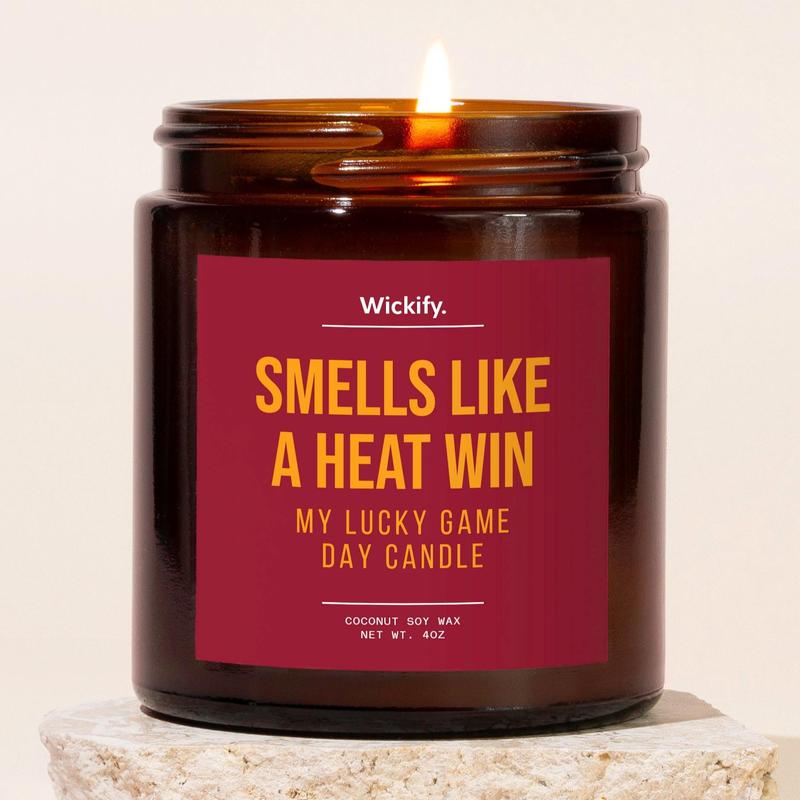 Wickify.
SMELLS LIKE
A HEAT WIN
MY LUCKY GAME
DAY CANDLE
COCONUT SOY WAX
NET WT. 4OZ